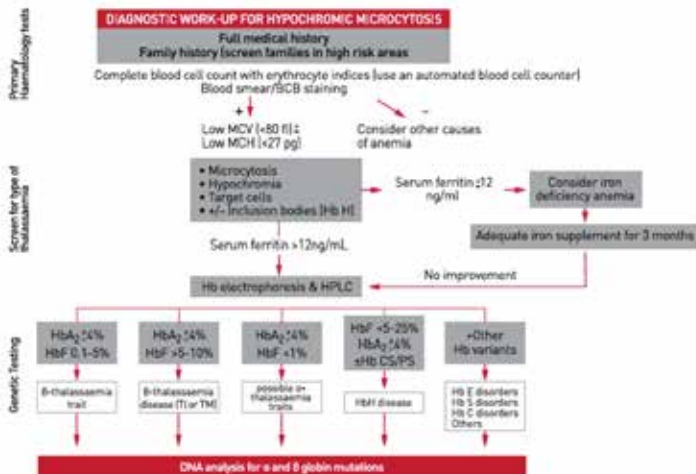 DIAGNOSTIC WORK-UP FOR HYPOCHROMIC MICROCYTOSIS
Full medical history
Family history (screen families in high risk areas
Complete blood cell count with erythrocyte indices (use an automated blood cell counter)
Blood smear/BCB staining
Primary
Haematology tests
+
–
Low MCV (<80 fl)
Low MCH (<27 pg)
Consider other causes
of anemia
Screen for type of
thalassaemia
• Microcytosis
• Hypochromia
• Target cells
• +/- Inclusion bodies (Hb H)
Serum ferritin 12
ng/ml
Consider iron
deficiency anemia
Adequate iron supplement for 3 months
Serum ferritin >12ng/mL
No improvement
Hb electrophoresis & HPLC
Genetic Testing
HbA2 4%
HbF 0.1-5%
HbA2 4%
HbF >5-10%
HbA2 4%
HbF <1%
HbF <5-25%
HbA2 4%
±Hb CS/PS
+Other
Hb variants
B-thalassaemia
trait
B-thalassaemia
disease (TI or TM)
possible α+
thalassaemia
traits
HbH disease
Hb E disorders
Hb S disorders
Hb C disorders
Others
DNA analysis for α and B globin mutations